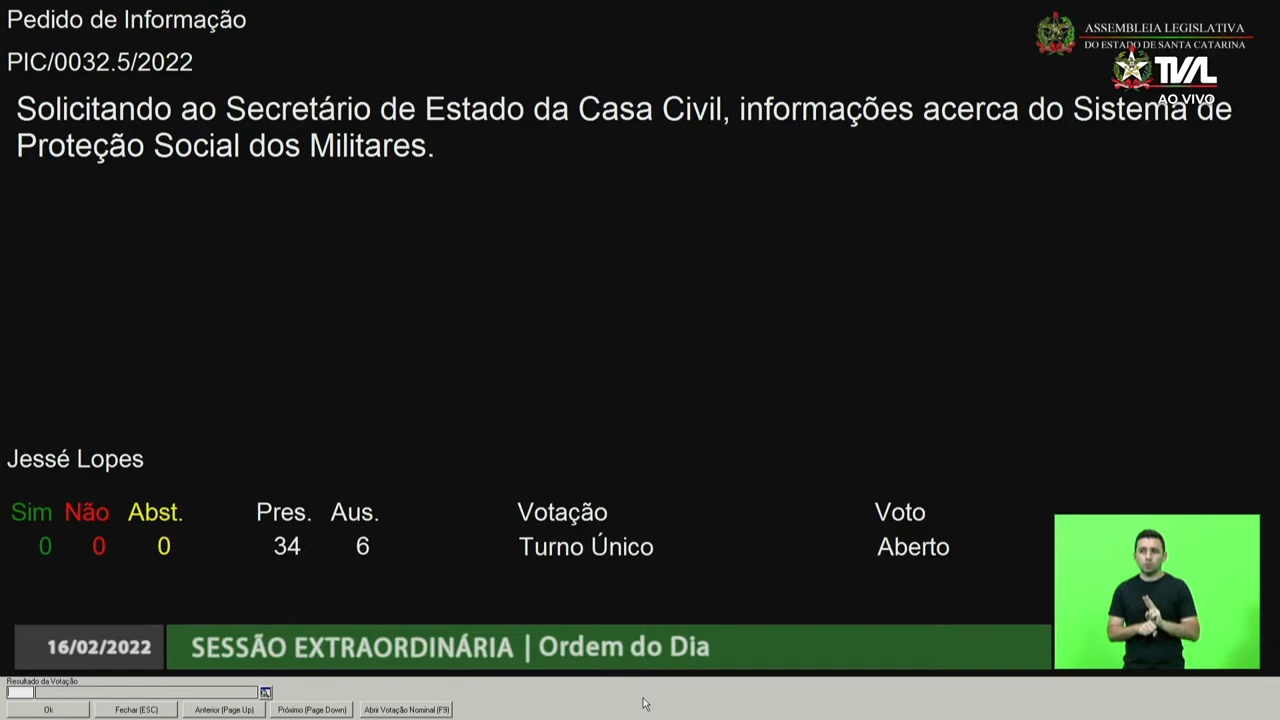 Pedido de Informação
ASSEMBLEIA LEGISLATIVA
DO ESTADO DE SANTA CATARINA
PIC/0032.5/2022
TVAL
AO VIVO
Solicitando ao Secretário de Estado da Casa Civil, informações acerca do Sistema de
Proteção Social dos Militares.
Jessé Lopes
Sim Não Abst. Pres. Aus. Votação Voto
0 0 0 34 6 Turno Único Aberto
16/02/2022 SESSÃO EXTRAORDINÁRIA | Ordem do Dia
Resultado da Votação
Ok Fechar (ESC) Anterior (Page Up) Próximo (Page Down) Abrir Votação Nominal (F9)